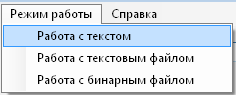 Режим работы Справка
Работа с текстом
Работа с текстовым файлом
Работа с бинарным файлом